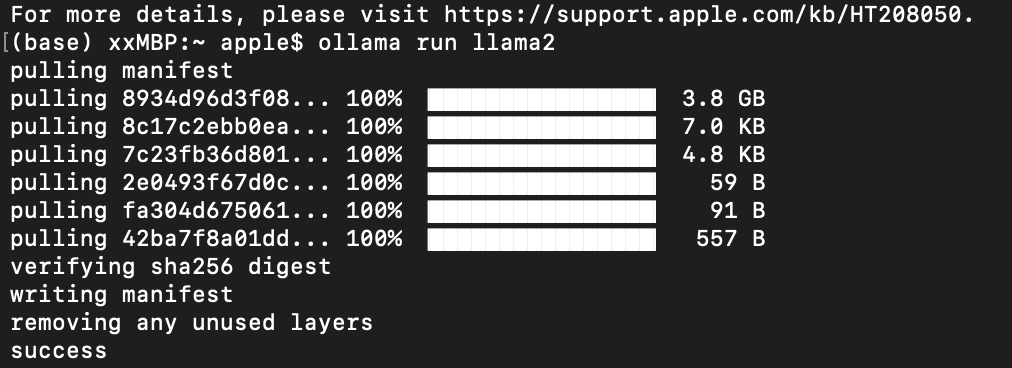 For more details, please visit https://support.apple.com/kb/HT208050.
[(base) xxMBP:~ apple$ ollama run llama2
pulling manifest
pulling 8934d96d3f08... 100% 3.8 GB
pulling 8c17c2ebb0ea... 100% 7.0 KB
pulling 7c23fb36d801... 100% 4.8 KB
pulling 2e0493f67d0c... 100% 59 B
pulling fa304d675061... 100% 91 B
pulling 42ba7f8a01dd... 100% 557 B
verifying sha256 digest
writing manifest
removing any unused layers
success